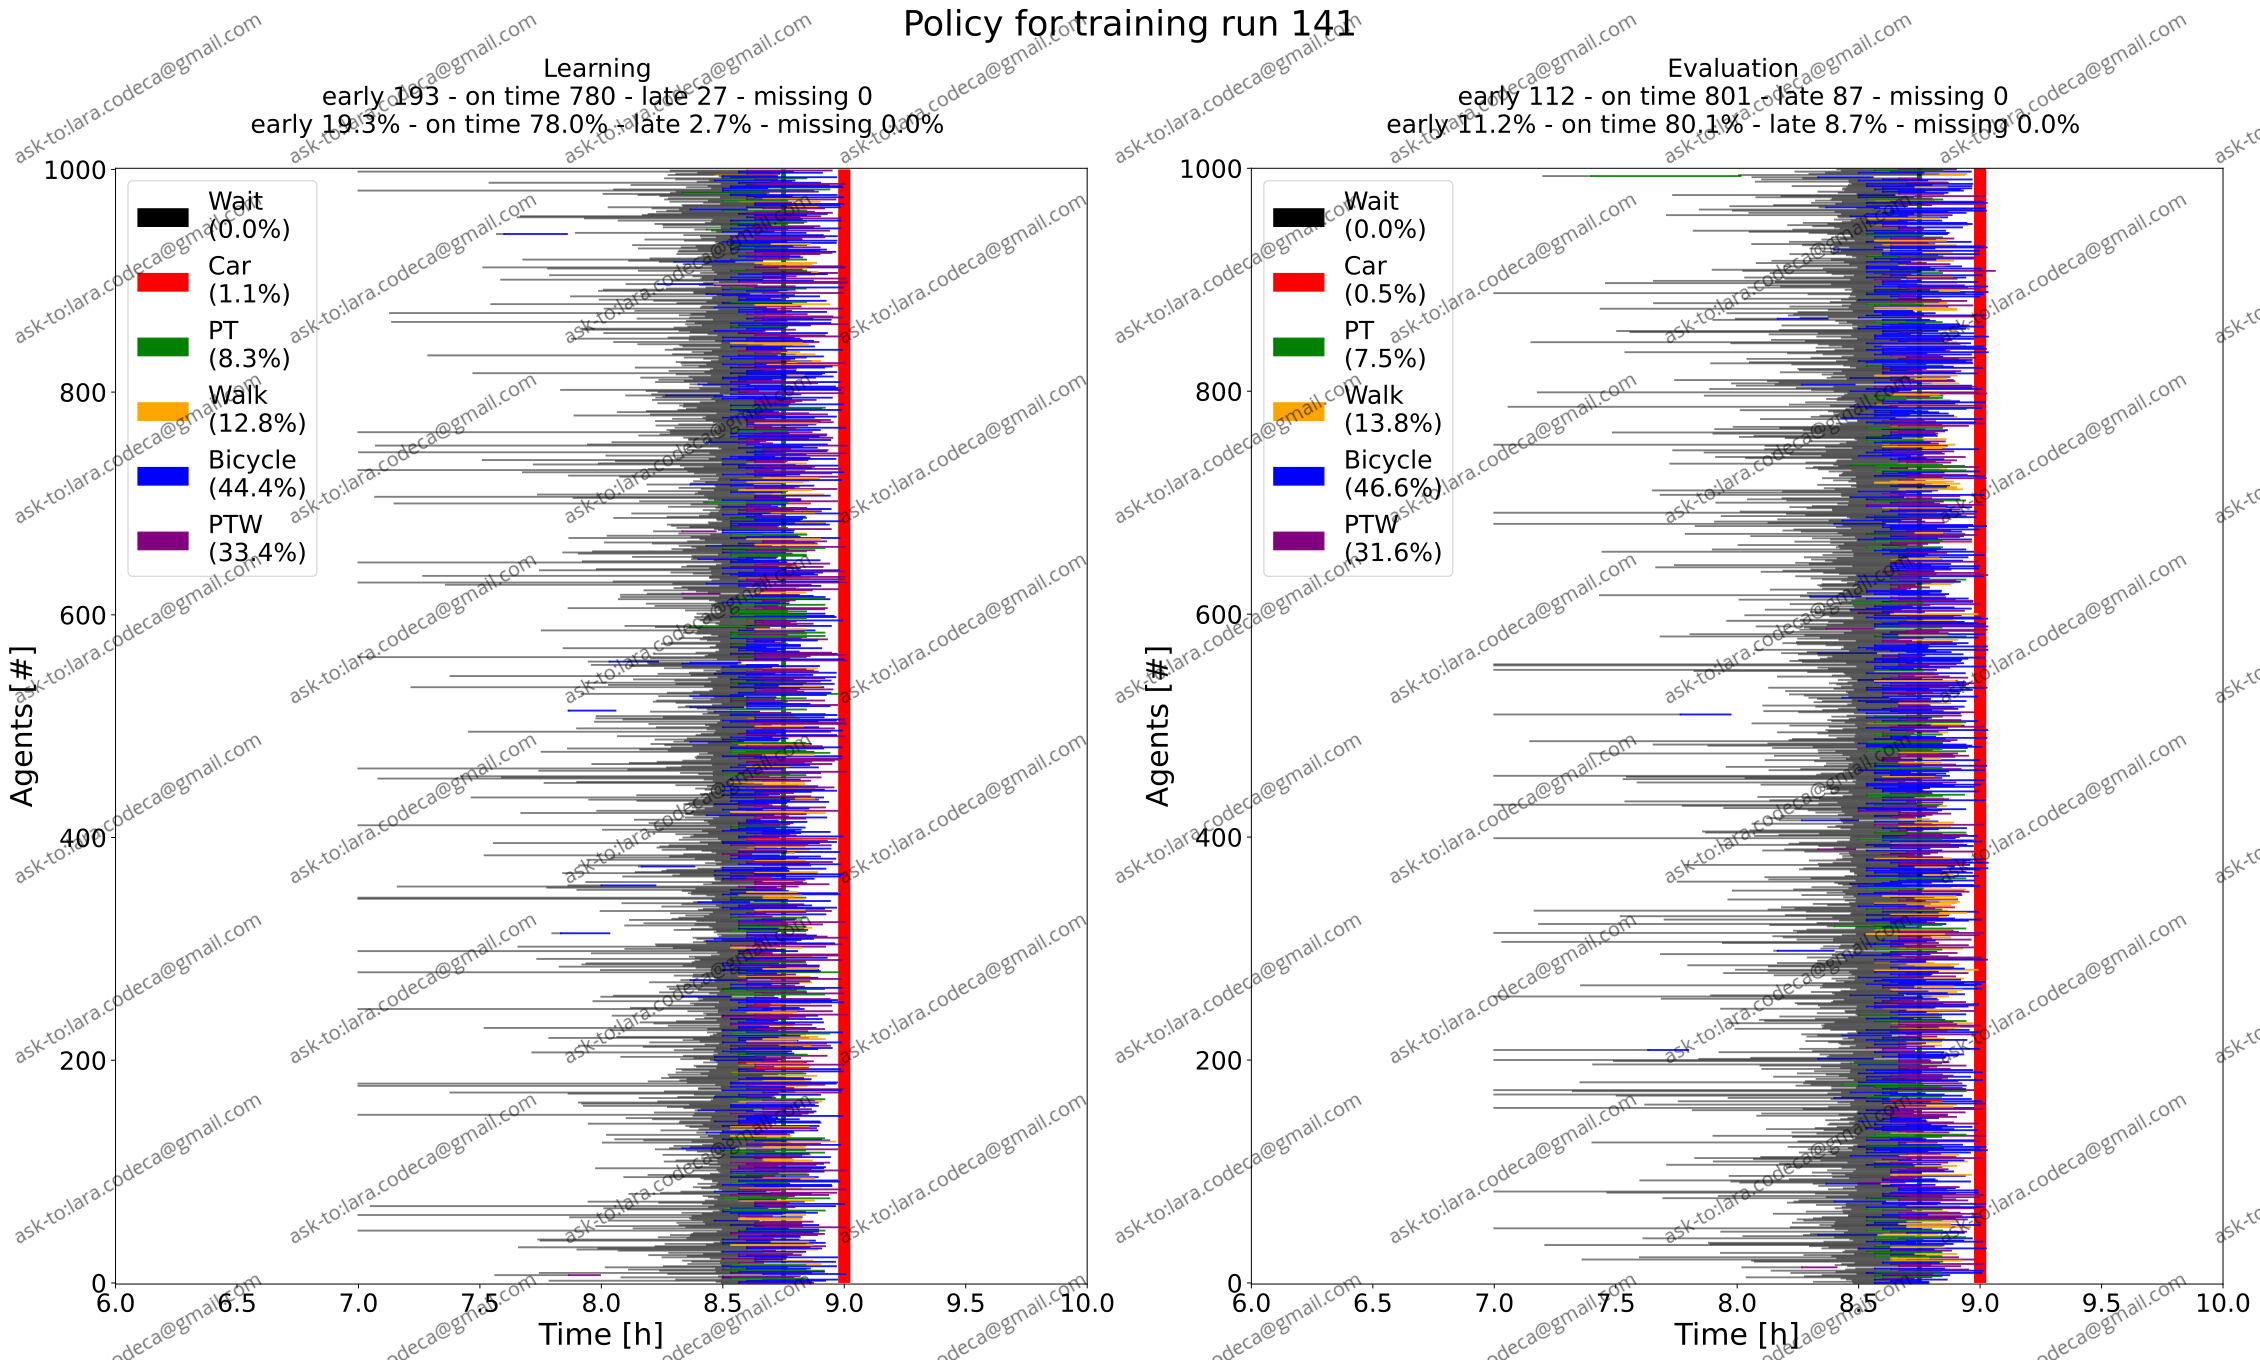 Policy for training run 141
Learning
early 193 - on time 780 - late 27 - missing 0
early 19.3% - on time 78.0% - late 2.7% - missing 0.0%
1000
800
600
400
200
0
Agents [#]
Wait
(0.0%)
Car
(1.1%)
PT
(8.3%)
Walk
(12.8%)
Bicycle
(44.4%)
PTW
(33.4%)
6.0 6.5 7.0 7.5 8.0 8.5 9.0 9.5 10.0
Time [h]
Evaluation
early 112 - on time 801 - late 87 - missing 0
early 11.2% - on time 80.1% - late 8.7% - missing 0.0%
1000
800
600
400
200
0
Agents [#]
Wait
(0.0%)
Car
(0.5%)
PT
(7.5%)
Walk
(13.8%)
Bicycle
(46.6%)
PTW
(31.6%)
6.0 6.5 7.0 7.5 8.0 8.5 9.0 9.5 10.0
Time [h]
ask-to:lara.codeca@gmail.com